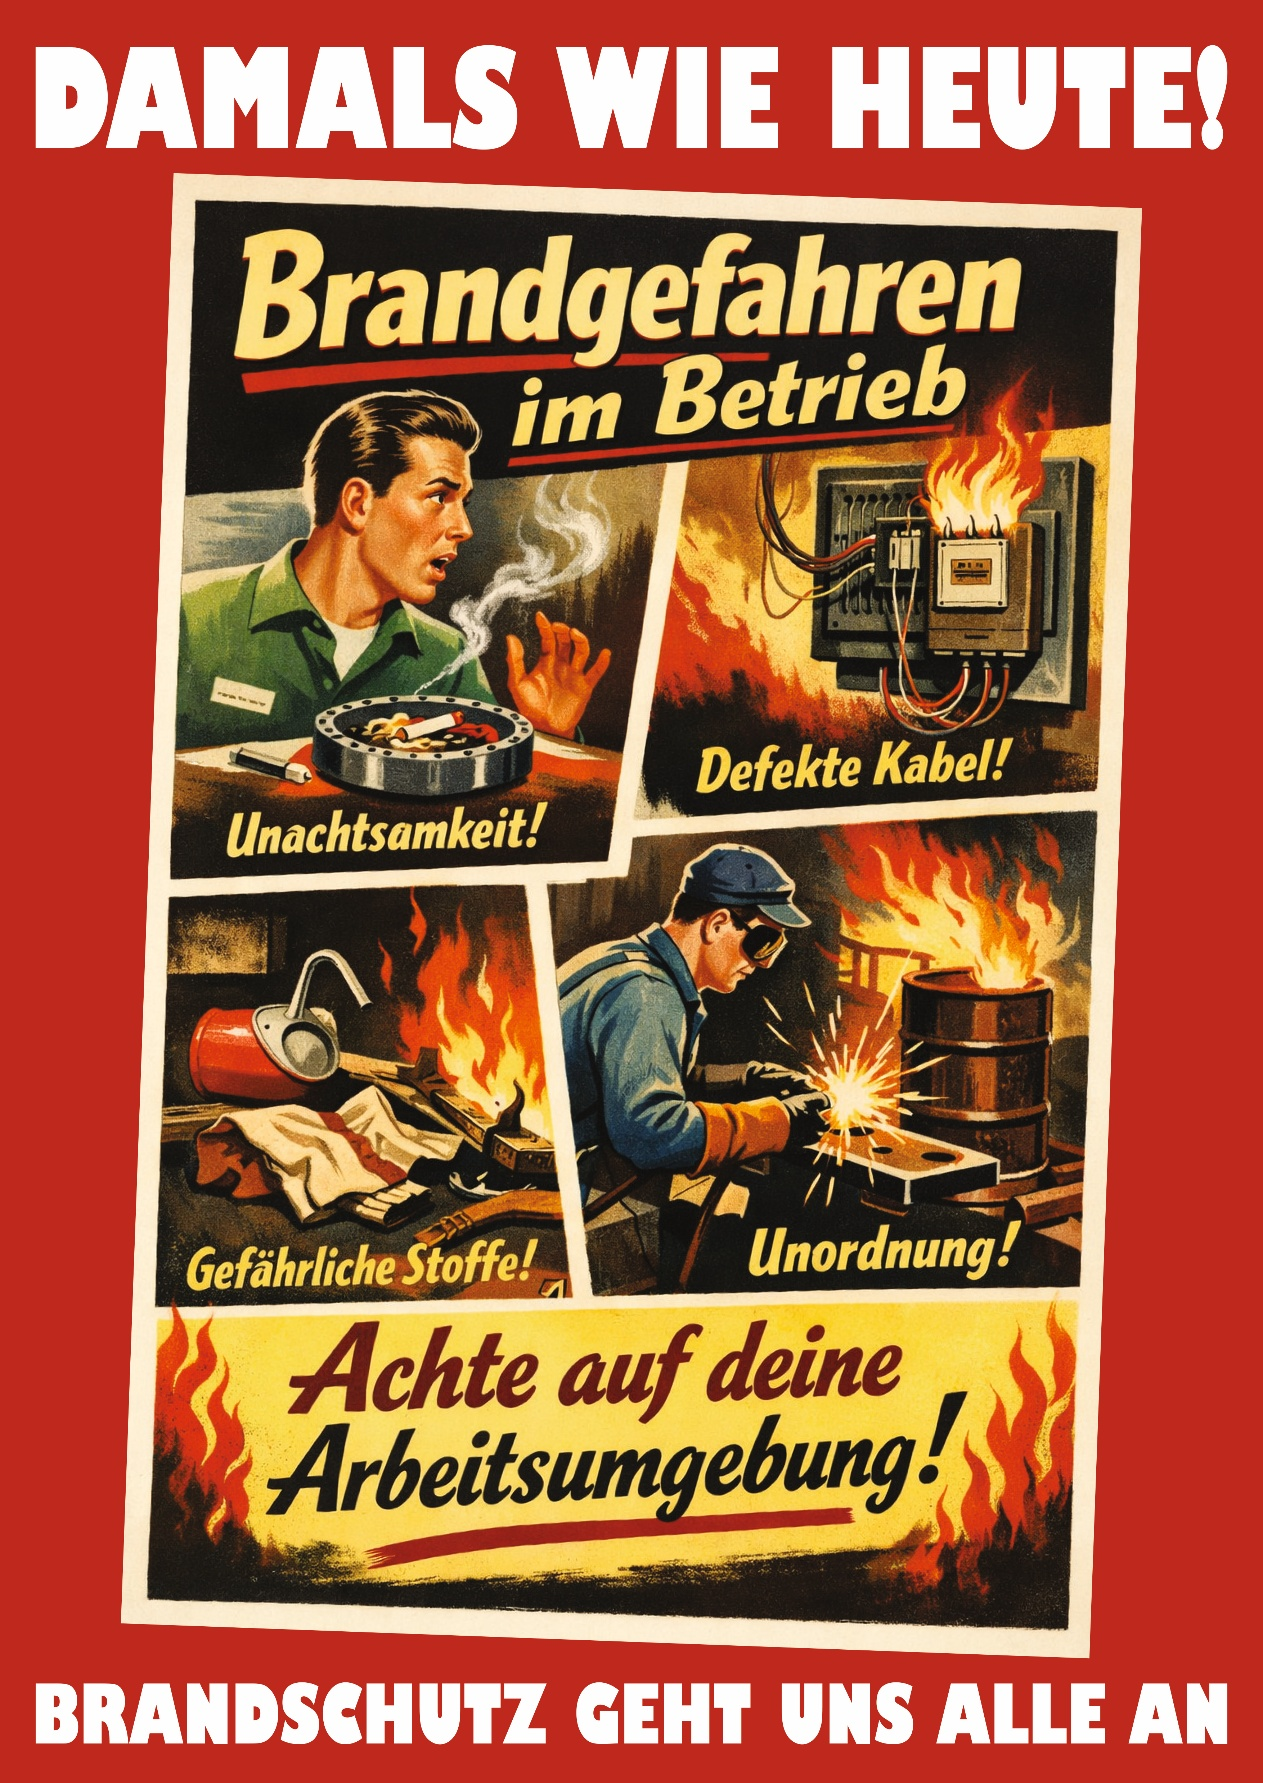 DAMALS WIE HEUTE!
Brandgefahren
im Betrieb
Unachtsamkeit!
Defekte Kabel!
Gefährliche Stoffe!
Unordnung!
Achte auf deine
Arbeitsumgebung!
BRANDSCHUTZ GEHT UNS ALLE AN